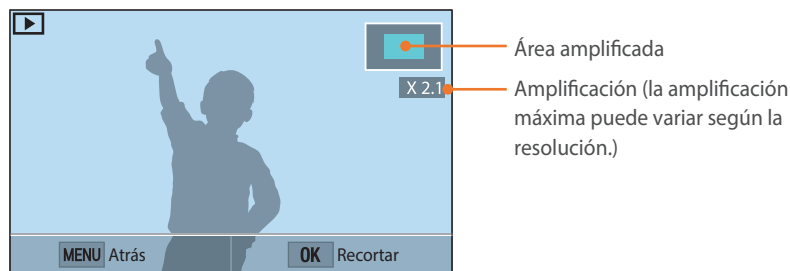 Área amplificada
X 2.1
Amplificación (la amplificación
máxima puede variar según la
resolución.)
MENU Atrás
OK Recortar